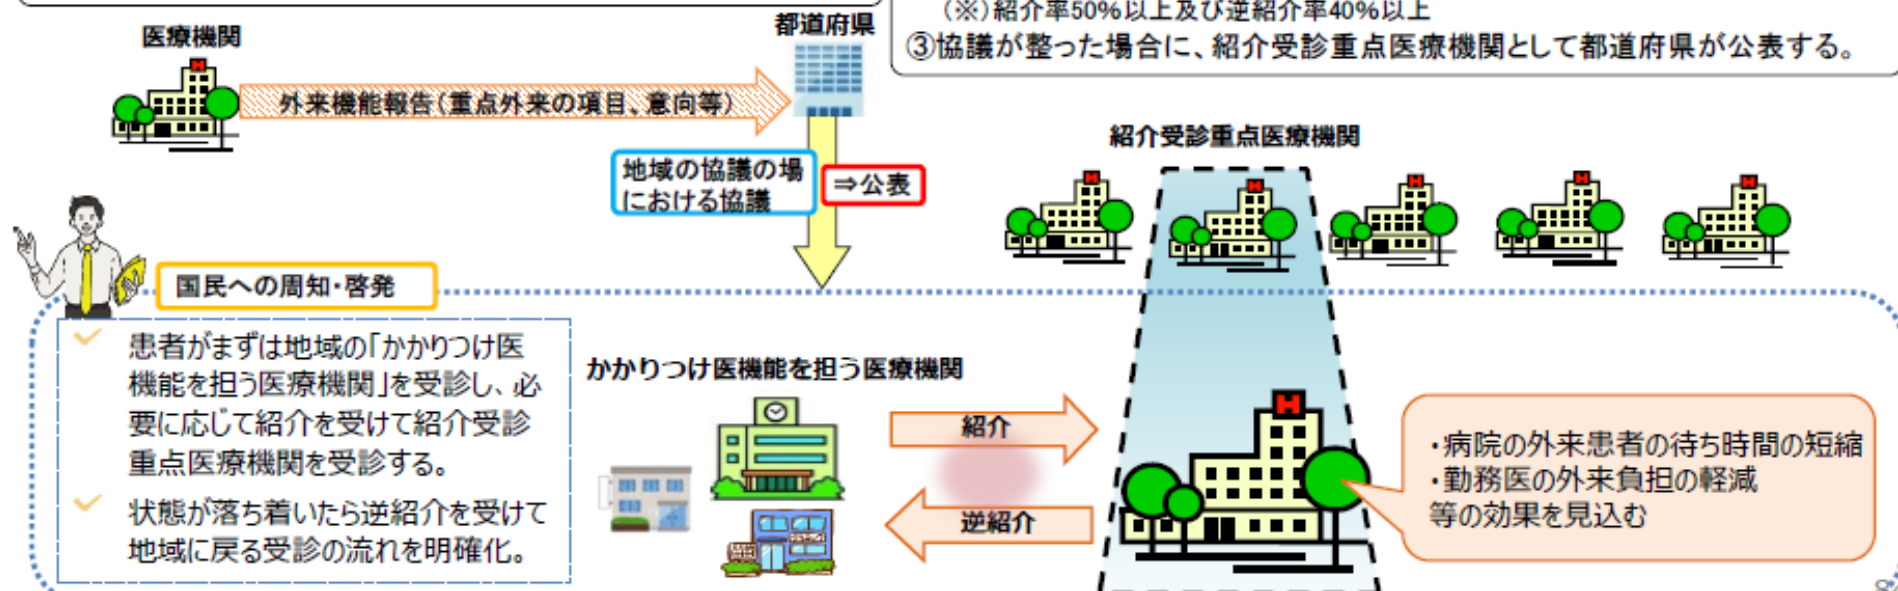 (※)紹介率50%以上及び逆紹介率40%以上
③協議が整った場合に、紹介受診重点医療機関として都道府県が公表する。
都道府県
医療機関
外来機能報告(重点外来の項目、意向等)
地域の協議の場
における協議
⇒公表
紹介受診重点医療機関
国民への周知・啓発
患者がまずは地域の「かかりつけ医
機能を担う医療機関」を受診し、必
要に応じて紹介を受けて紹介受診
重点医療機関を受診する。
状態が落ち着いたら逆紹介を受けて
地域に戻る受診の流れを明確化。
かかりつけ医機能を担う医療機関
紹介
逆紹介
H
・病院の外来患者の待ち時間の短縮
・勤務医の外来負担の軽減
等の効果を見込む